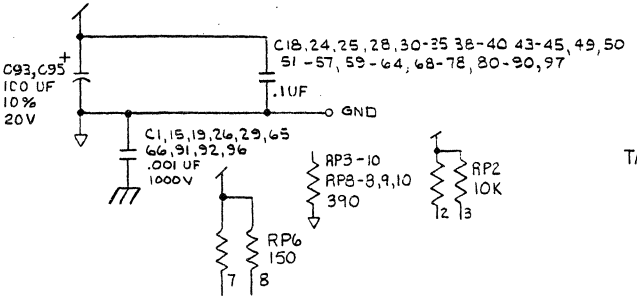 C18,24,25,28,30-35 38-40 43-45,49,50
51-57,59-64,68-78,80-90,97
+
C93,C95
100 UF
10%
20V
.1UF
GND
C1,15,19,26,29,65
66,91,92,96
.001 UF
1000V
RP3-10
RP8-8,9,10
390
RP2
10K
2 3
RP6
150
7 8
TA